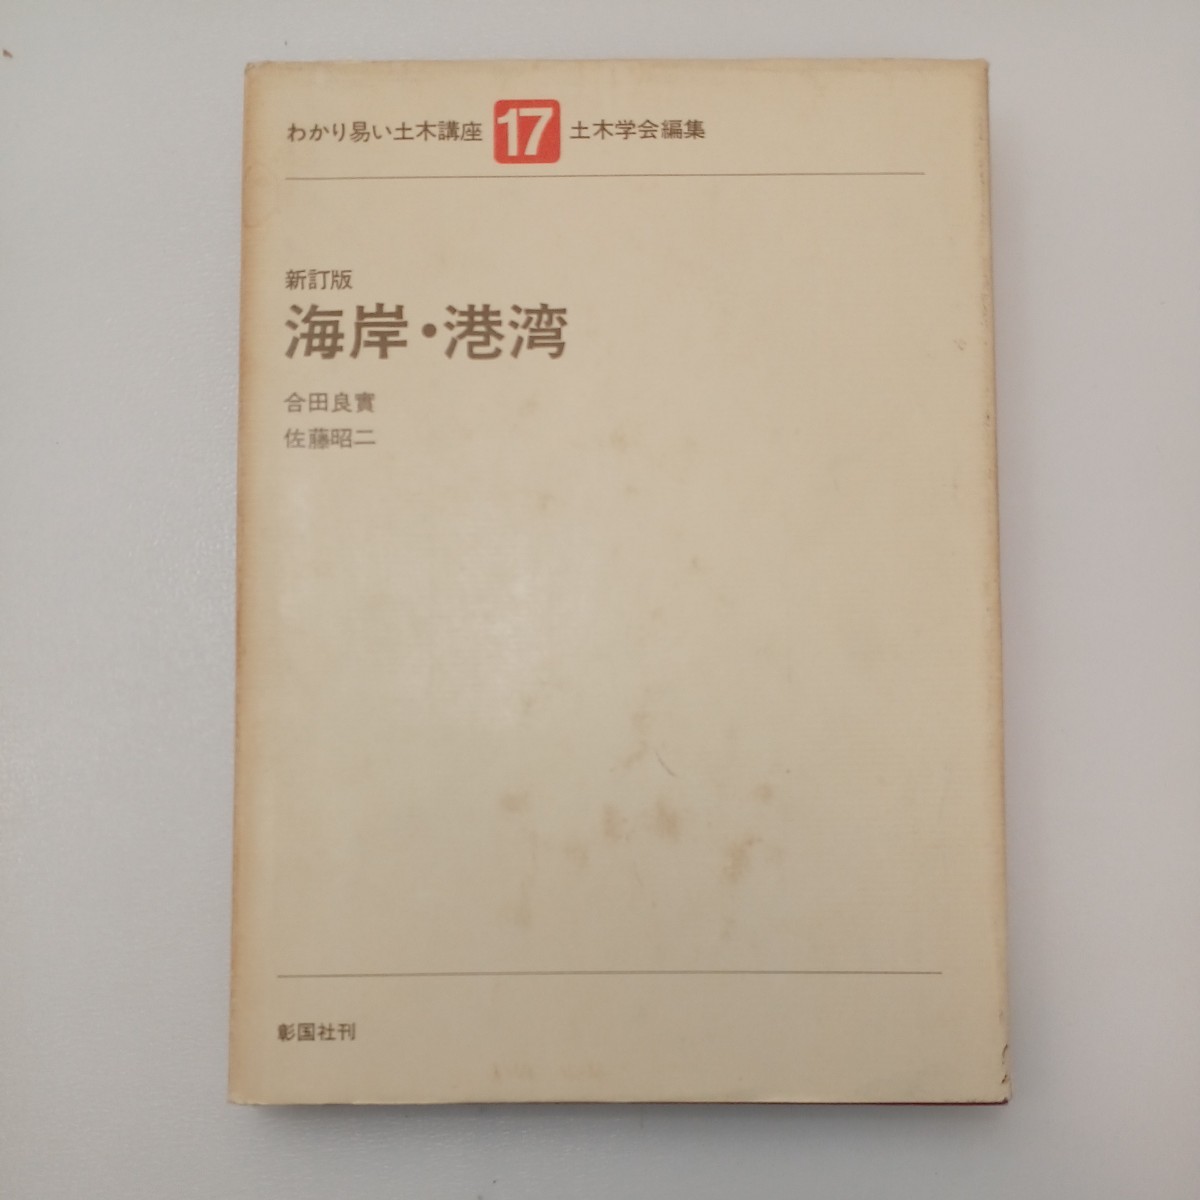 わかり易い土木講座 17 土木学会編集
新訂版
海岸・港湾
合田良實
佐藤昭二
彰国社刊